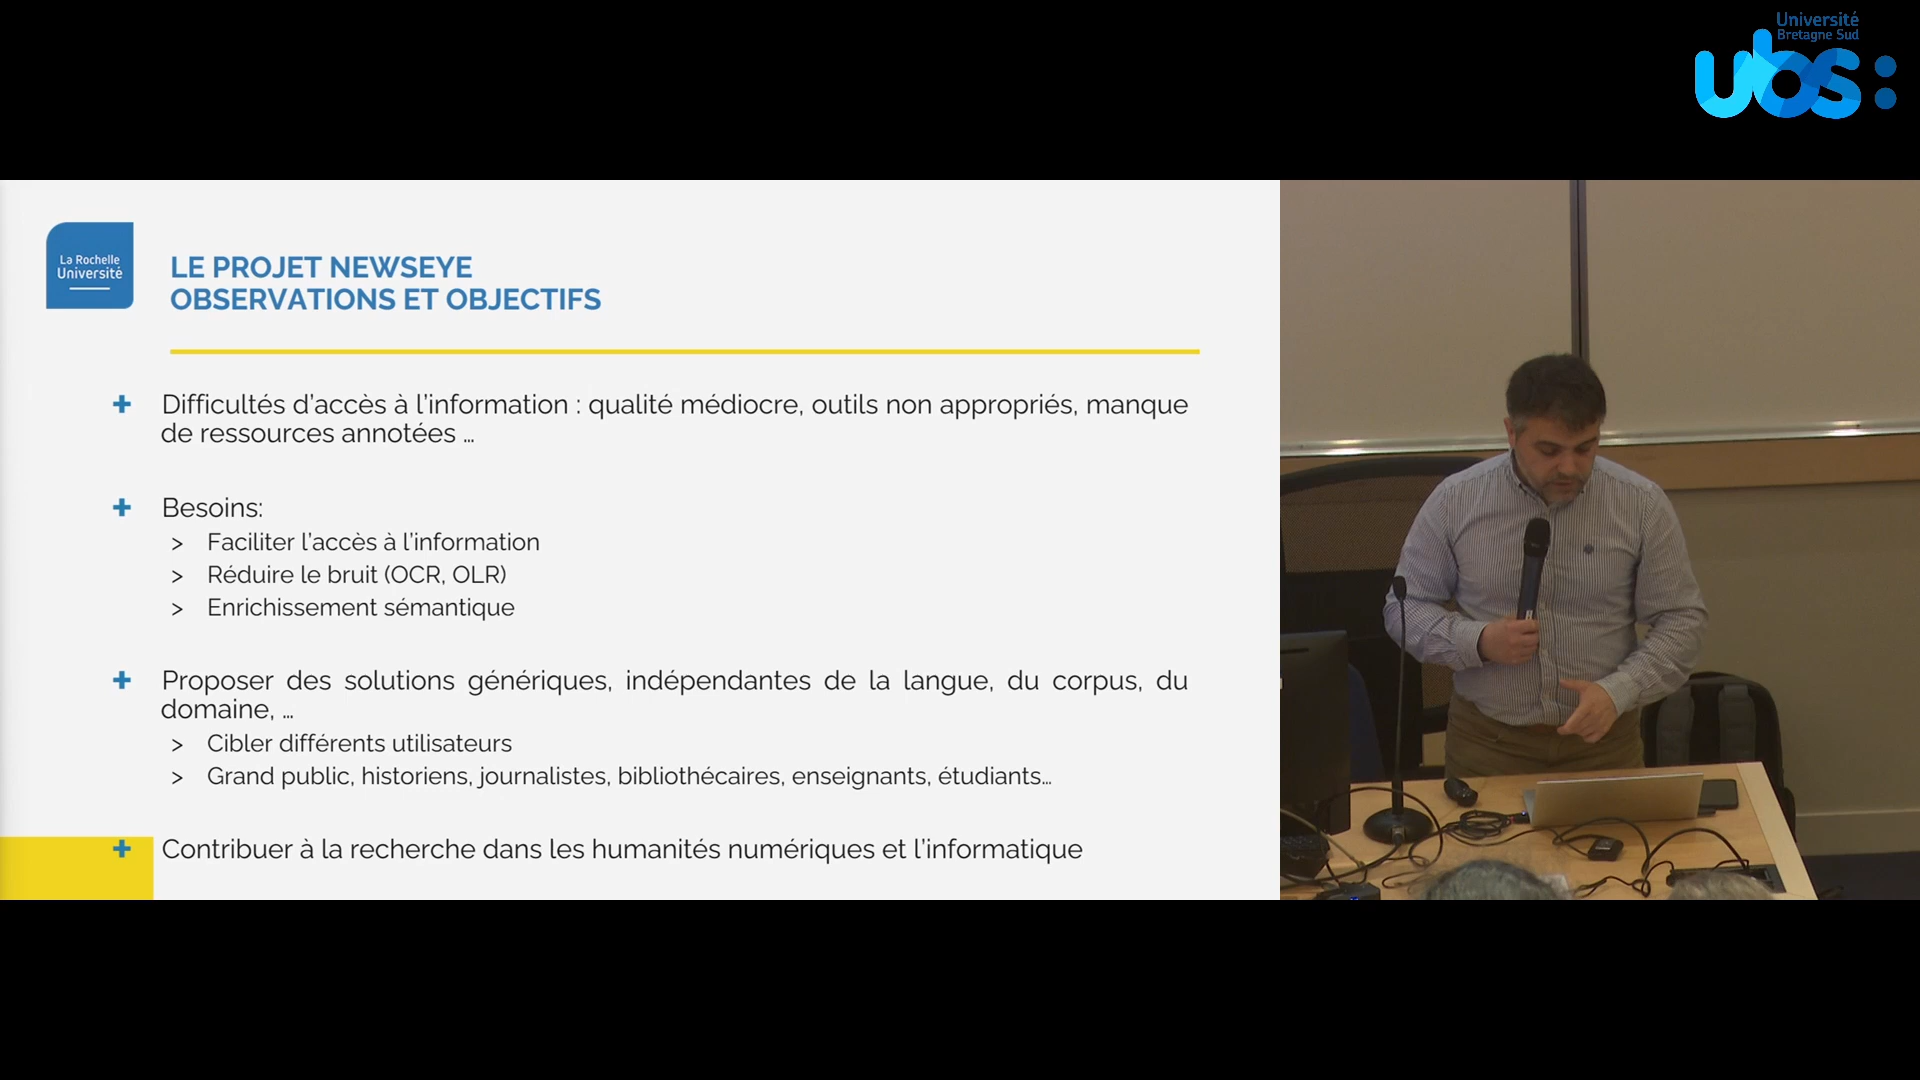 Université
Bretagne Sud
ubs:
La Rochelle
Université
LE PROJET NEWSEYE
OBSERVATIONS ET OBJECTIFS
+ Difficultés d'accès à l'information : qualité médiocre, outils non appropriés, manque
de ressources annotées ...
+ Besoins:
> Faciliter l'accès à l'information
> Réduire le bruit (OCR, OLR)
> Enrichissement sémantique
+ Proposer des solutions génériques, indépendantes de la langue, du corpus, du
domaine, ...
> Cibler différents utilisateurs
> Grand public, historiens, journalistes, bibliothécaires, enseignants, étudiants...
+ Contribuer à la recherche dans les humanités numériques et l'informatique